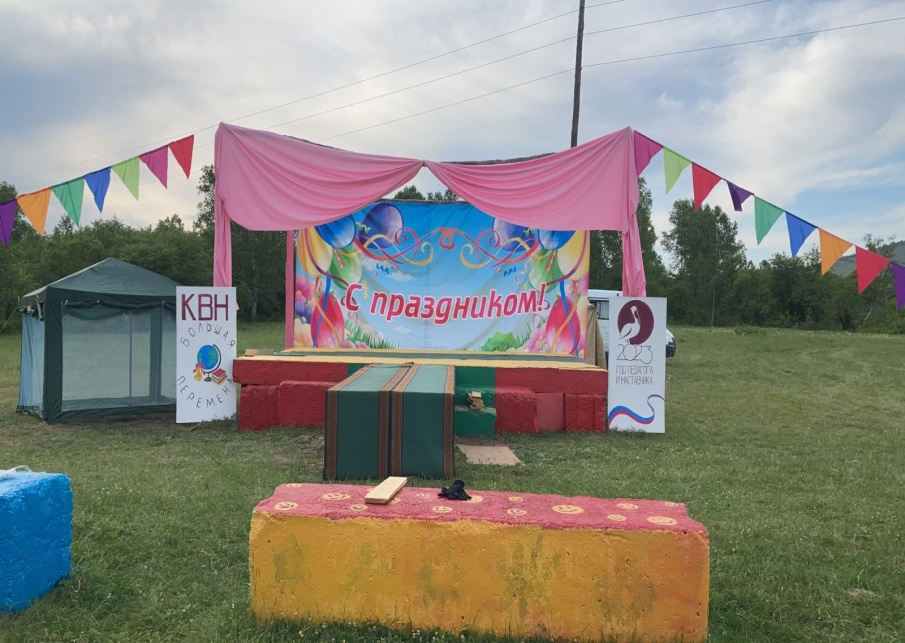 С праздником!
КВН
БОЛЬШАЯ
ПЕРЕМЕНА
2023
ГОД ПЕДАГОГА
И НАСТАВНИКА